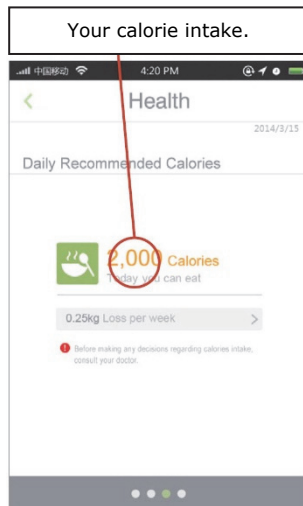 Your calorie intake.
中国移动 4:20 PM
Health
2014/3/15
Daily Recommended Calories
2,000 Calories
Today you can eat
0.25kg Loss per week
Before making any decisions regarding calories intake,
consult your doctor.